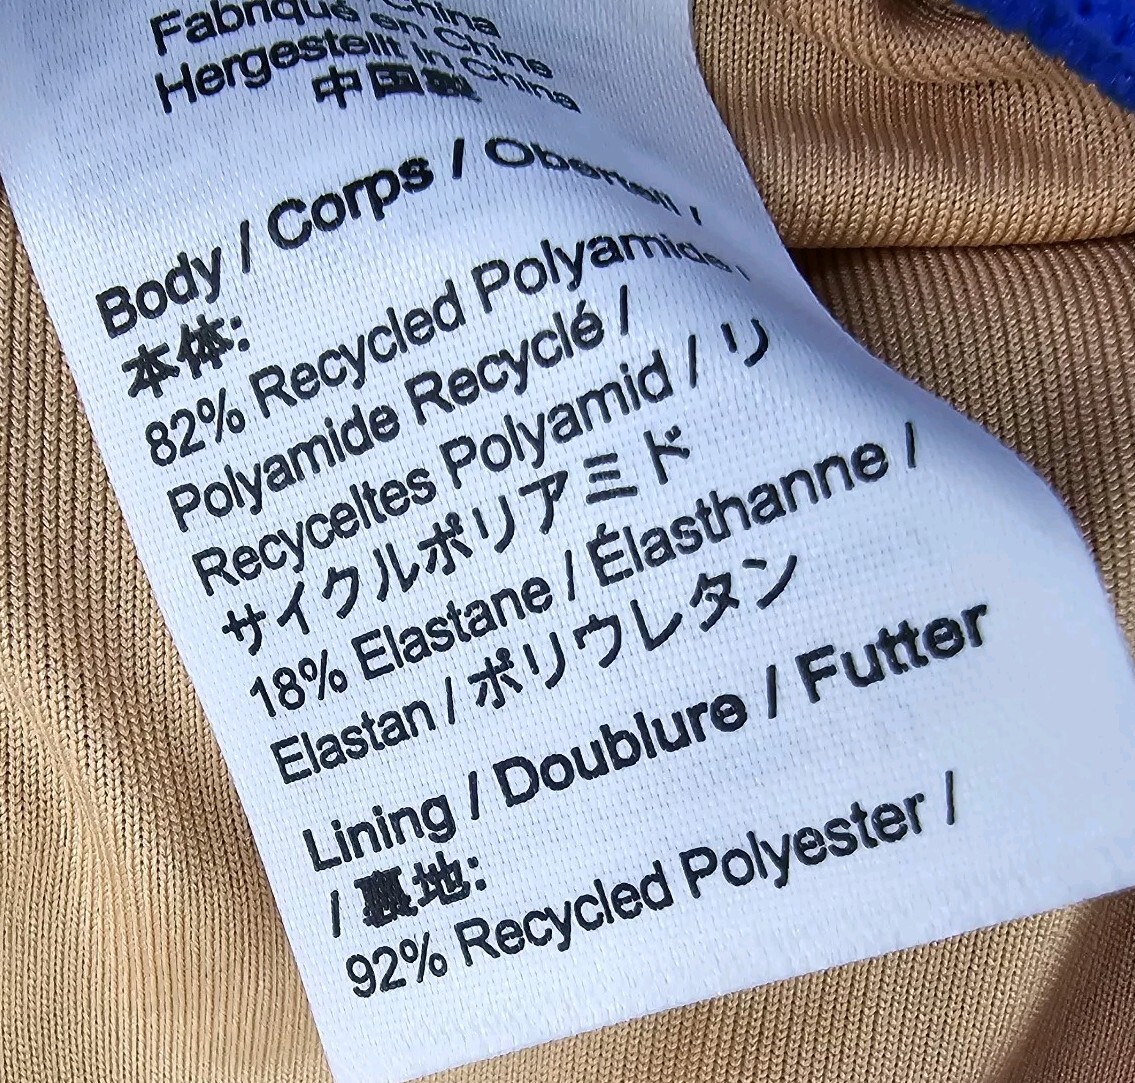 China
Fabriqué en Chine
Hergestellt in China
中国製
Body / Corps / Oberteil /
本体:
82% Recycled Polyamide /
Polyamide Recyclé /
Recyceltes Polyamid / リ
サイクルポリアミド
18% Elastane / Élasthanne /
Elastan / ポリウレタン
Lining / Doublure / Futter
/ 裏地:
92% Recycled Polyester /